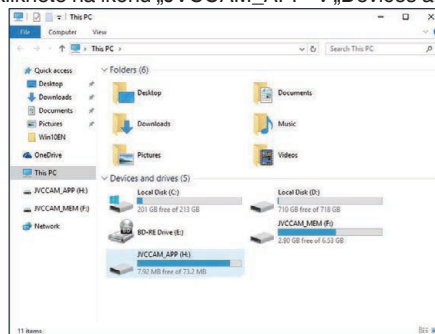 kliknite na ikonu „JVCCAM_APP" v „Devices a
This PC
File Computer View
This PC
Search This PC
Quick access
Desktop
Downloads
Documents
Pictures
Win10EN
OneDrive
This PC
JVCCAM_APP (H:)
JVCCAM_MEM (F:)
Network
Folders (6)
Desktop
Documents
Downloads
Music
Pictures
Videos
Devices and drives (5)
Local Disk (C:)
201 GB free of 213 GB
Local Disk (D:)
710 GB free of 718 GB
BD-RE Drive (E:)
JVCCAM_MEM (F:)
2.80 GB free of 6.53 GB
JVCCAM_APP (H:)
7.92 MB free of 73.2 MB
11 items